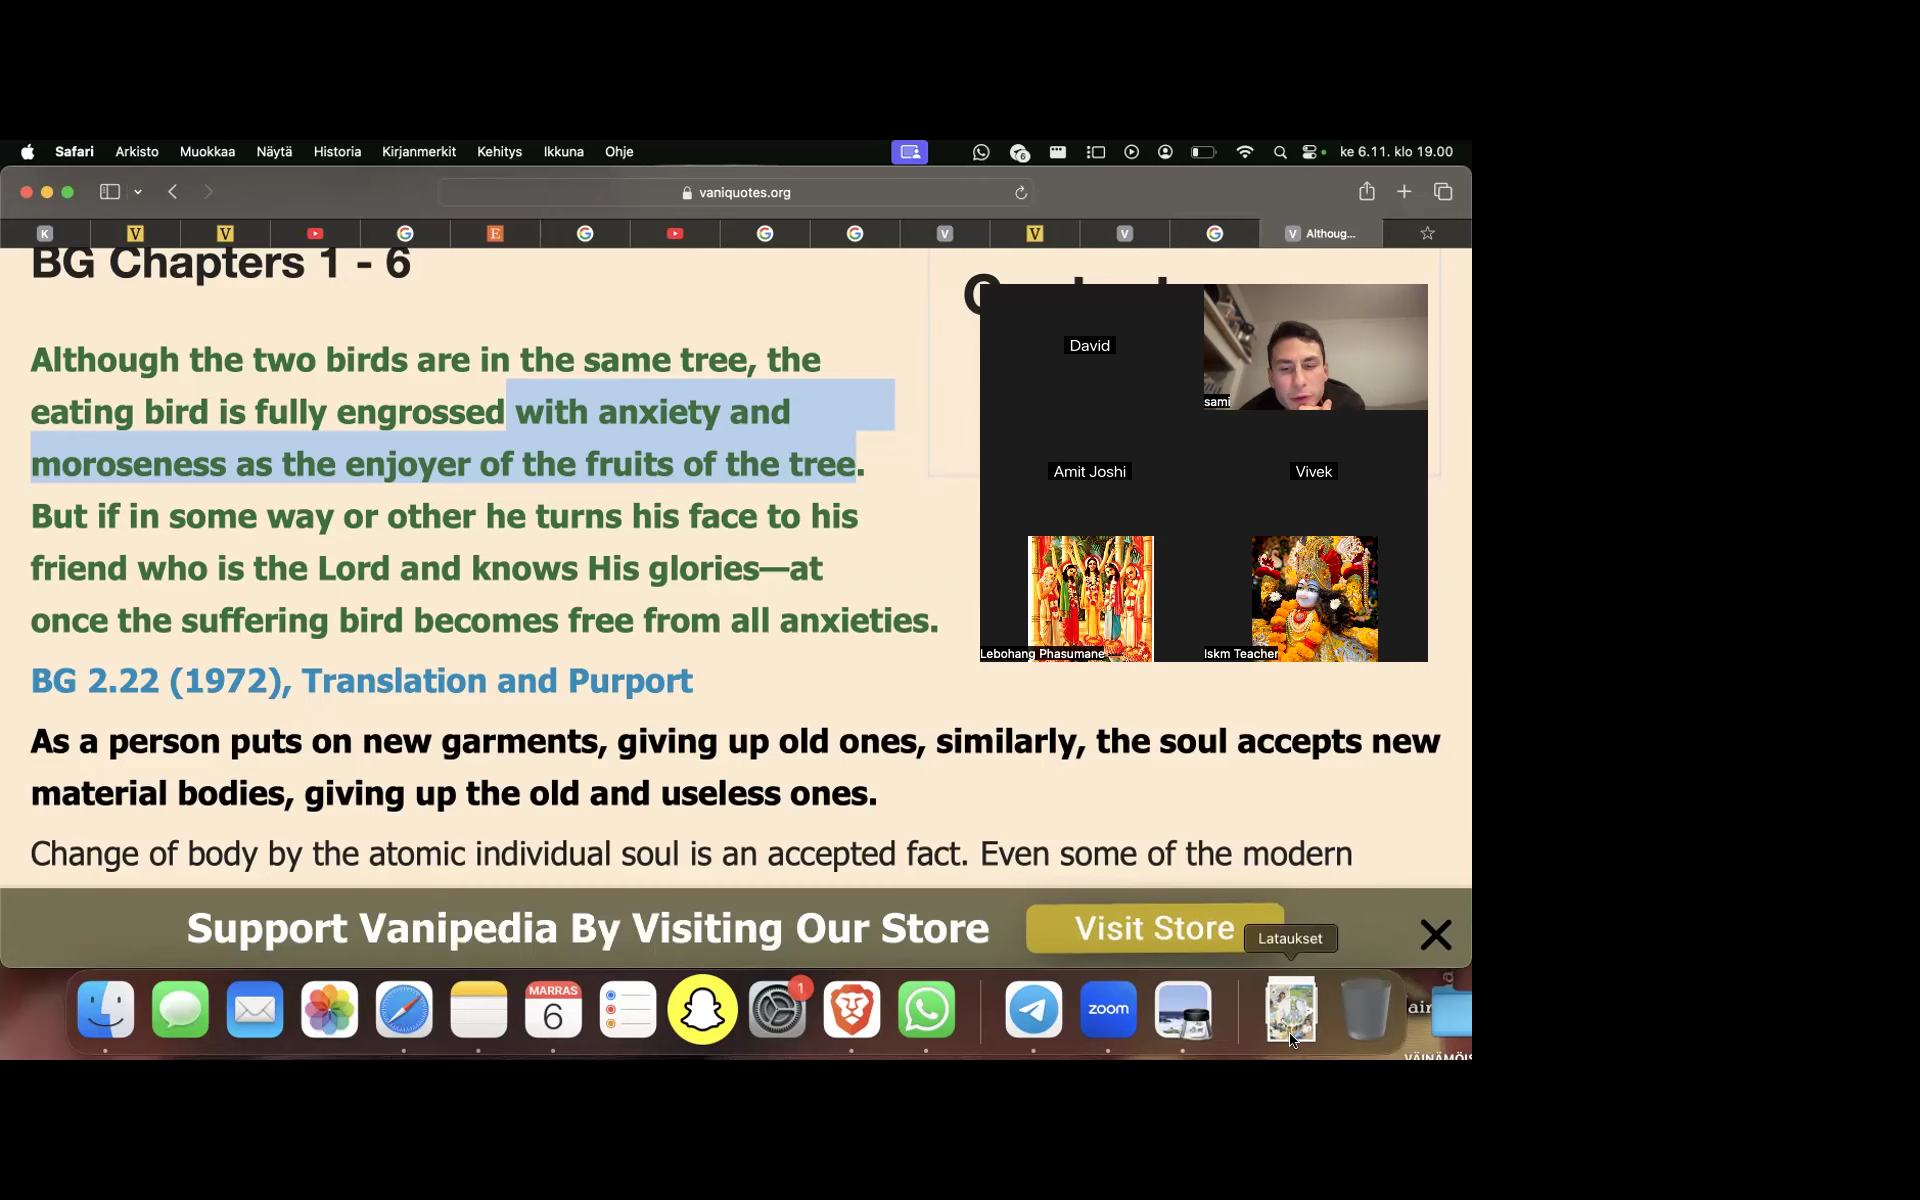 Safari Arkisto Muokkaa Näytä Historia Kirjanmerkit Kehitys Ikkuna Ohje
6
ke 6.11. klo 19.00
vaniquotes.org
K V V E V V V V Althoug...
BG Chapters 1 - 6
Although the two birds are in the same tree, the
eating bird is fully engrossed with anxiety and
moroseness as the enjoyer of the fruits of the tree.
But if in some way or other he turns his face to his
friend who is the Lord and knows His glories—at
once the suffering bird becomes free from all anxieties.
David
sami
Amit Joshi
Vivek
Lebohang Phasumane
Iskm Teacher
BG 2.22 (1972), Translation and Purport
As a person puts on new garments, giving up old ones, similarly, the soul accepts new
material bodies, giving up the old and useless ones.
Change of body by the atomic individual soul is an accepted fact. Even some of the modern
Support Vanipedia By Visiting Our Store
Visit Store
Lataukset
MARRAS
6
1
zoom